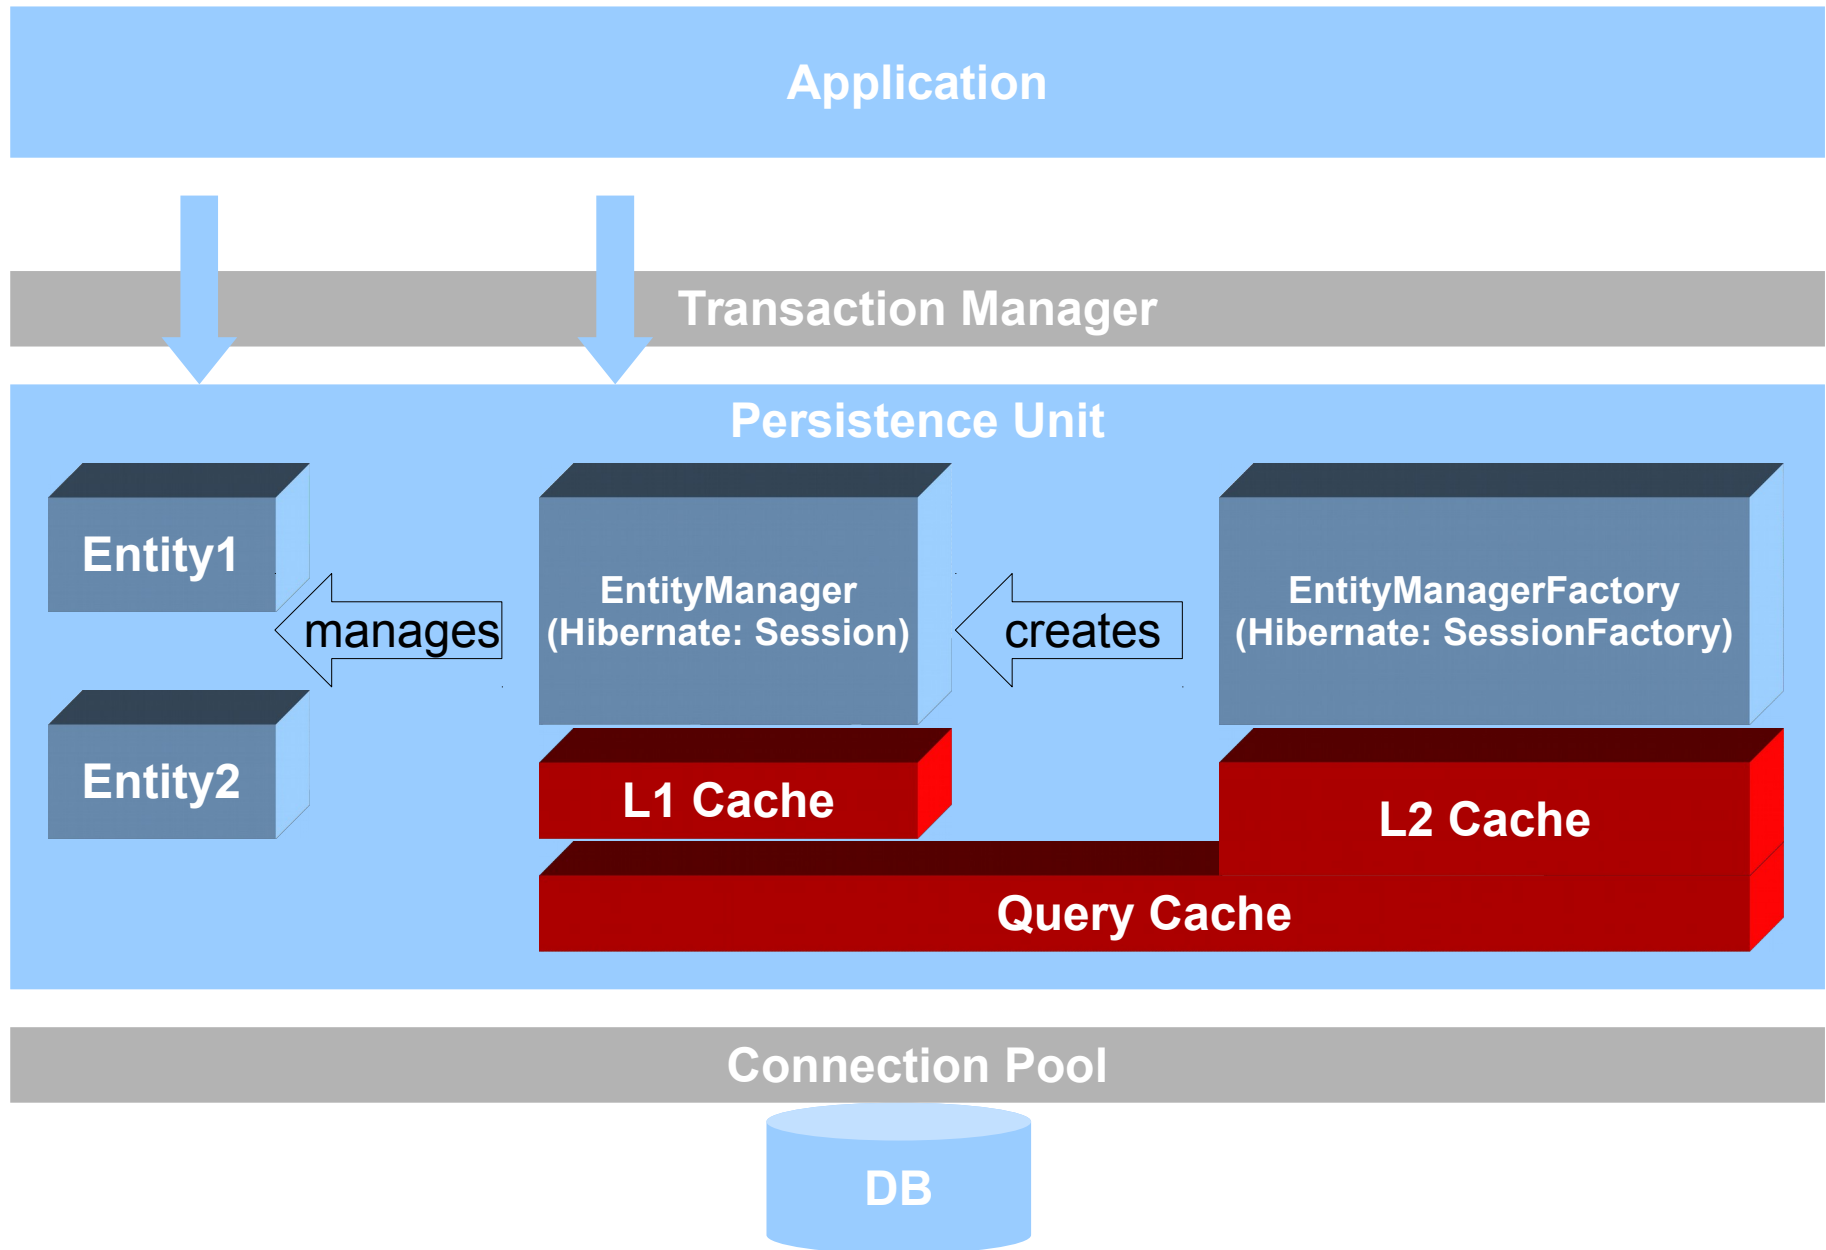 Application
Transaction Manager
Persistence Unit
Entity1
manages
EntityManager
(Hibernate: Session)
creates
EntityManagerFactory
(Hibernate: SessionFactory)
Entity2
L1 Cache
L2 Cache
Query Cache
Connection Pool
DB